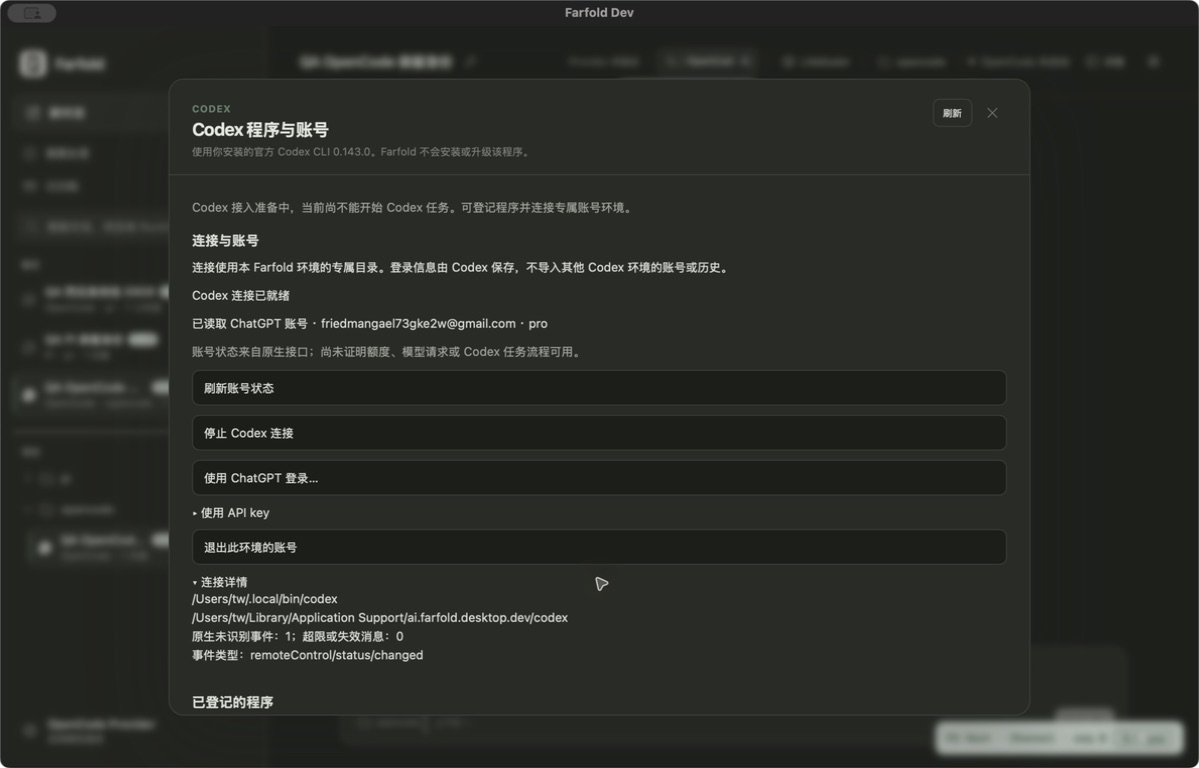 Farfold Dev
Farfold
CODEX
Codex 程序与账号
刷新
使用你安装的官方 Codex CLI 0.143.0。Farfold 不会安装或升级该程序。
Codex 接入准备中，当前尚不能开始 Codex 任务。可登记程序并连接专属账号环境。
连接与账号
连接使用本 Farfold 环境的专属目录。登录信息由 Codex 保存，不导入其他 Codex 环境的账号或历史。
Codex 连接已就绪
已读取 ChatGPT 账号 · friedmangael73gke2w@gmail.com · pro
账号状态来自原生接口；尚未证明额度、模型请求或 Codex 任务流程可用。
刷新账号状态
停止 Codex 连接
使用 ChatGPT 登录...
▸ 使用 API key
退出此环境的账号
▾ 连接详情
/Users/tw/.local/bin/codex
/Users/tw/Library/Application Support/ai.farfold.desktop.dev/codex
原生未识别事件：1；超限或失效消息：0
事件类型：remoteControl/status/changed
已登记的程序